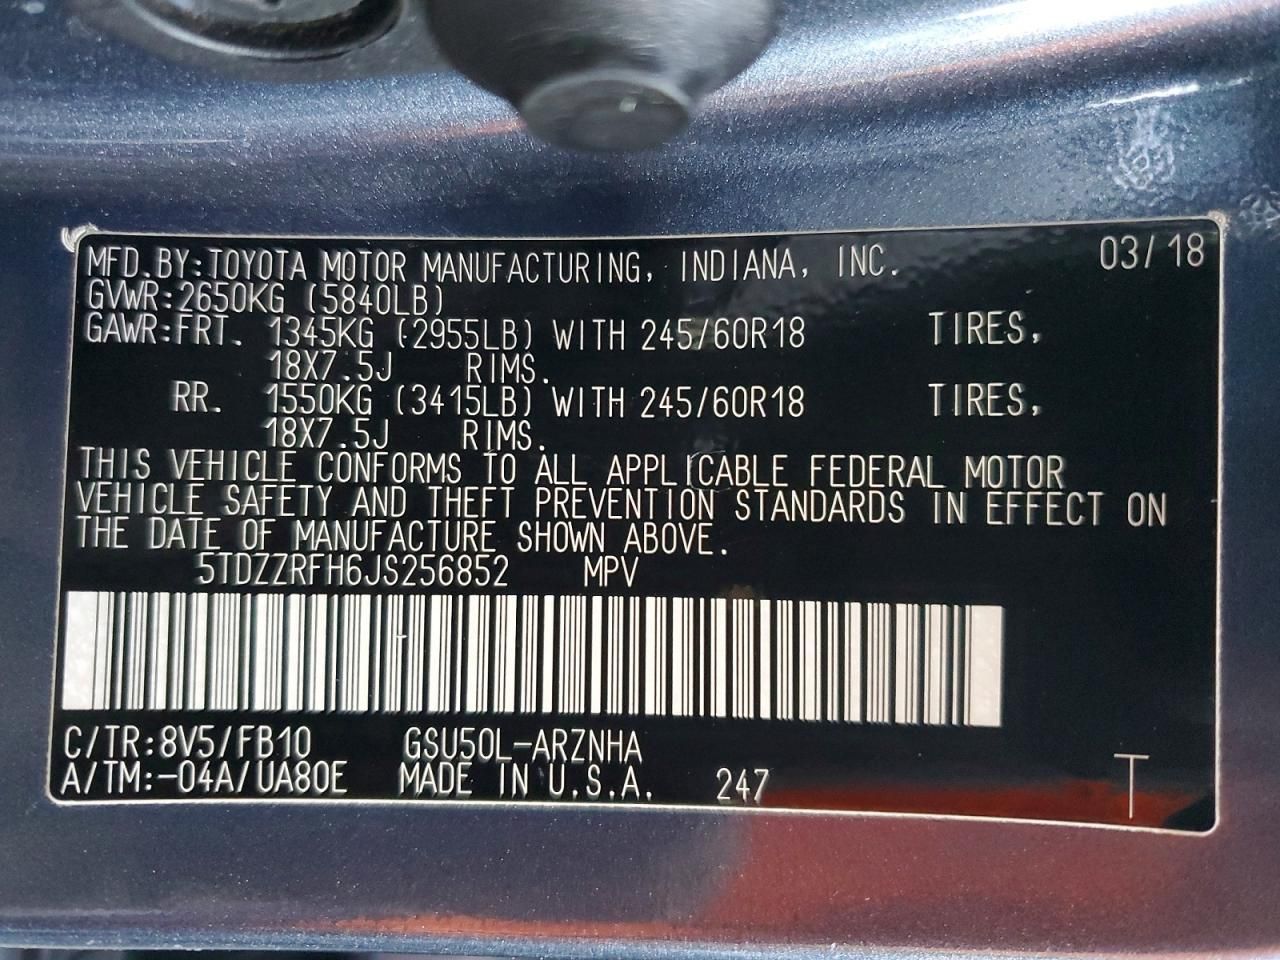 MFD.BY:TOYOTA MOTOR MANUFACTURING, INDIANA, INC. 03/18
GVWR:2650KG (5840LB)
GAWR:FRT. 1345KG (2955LB) WITH 245/60R18 TIRES,
18X7.5J RIMS.
RR. 1550KG (3415LB) WITH 245/60R18 TIRES,
18X7.5J RIMS.
THIS VEHICLE CONFORMS TO ALL APPLICABLE FEDERAL MOTOR
VEHICLE SAFETY AND THEFT PREVENTION STANDARDS IN EFFECT ON
THE DATE OF MANUFACTURE SHOWN ABOVE.
5TDZZRFH6JS256852 MPV
C/TR:8V5/FB10 GSU50L-ARZNHA
A/TM:-04A/UA80E MADE IN U.S.A. 247 T